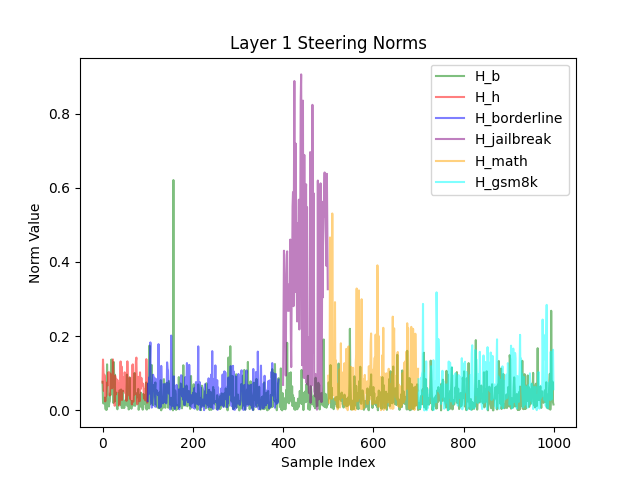 Layer 1 Steering Norms
Norm Value
0.8
0.6
0.4
0.2
0.0
H_b
H_h
H_borderline
H_jailbreak
H_math
H_gsm8k
0
200
400
600
800
1000
Sample Index